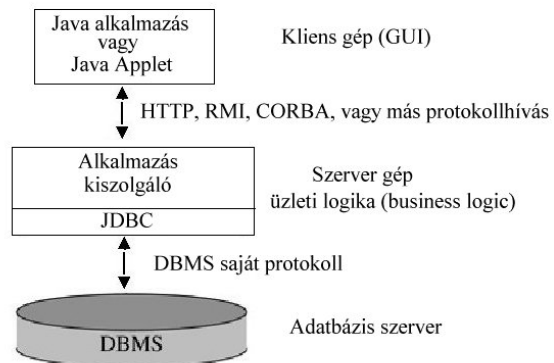 Java alkalmazás
vagy
Java Applet
Kliens gép (GUI)
HTTP, RMI, CORBA, vagy más protokollhívás
Alkalmazás
kiszolgáló
JDBC
Szerver gép
üzleti logika (business logic)
DBMS saját protokoll
DBMS
Adatbázis szerver